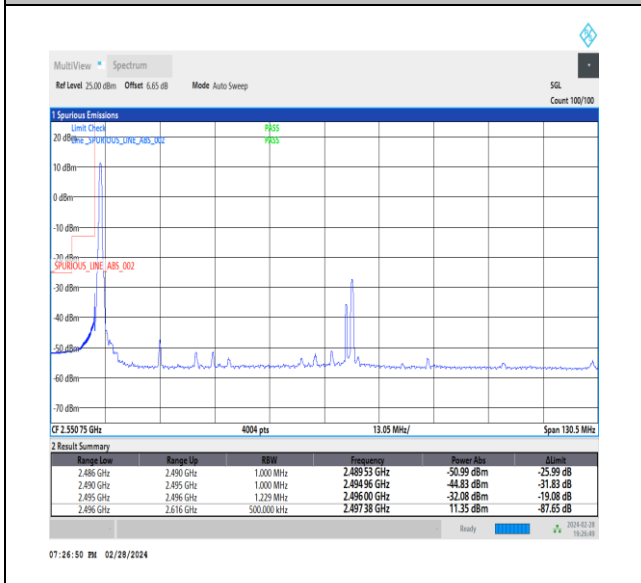 MultiView Spectrum
Ref Level 25.00 dBm Offset 6.65 dB Mode Auto Sweep SGL
Count 100/100
1 Spurious Emissions
Limit Check PASS
20 dBm Line _SPURIOUS_LINE_ABS_002 PASS
10 dBm
0 dBm
-10 dBm
-20 dBm
_SPURIOUS_LINE_ABS_002
-30 dBm
-40 dBm
-50 dBm
-60 dBm
-70 dBm
CF 2.550 75 GHz 4004 pts 13.05 MHz/ Span 130.5 MHz
2 Result Summary
Range Low Range Up RBW Frequency Power Abs ΔLimit
2.486 GHz 2.490 GHz 1.000 MHz 2.489 53 GHz -50.99 dBm -25.99 dB
2.490 GHz 2.495 GHz 1.000 MHz 2.494 96 GHz -44.83 dBm -31.83 dB
2.495 GHz 2.496 GHz 1.229 MHz 2.496 00 GHz -32.08 dBm -19.08 dB
2.496 GHz 2.616 GHz 500.000 kHz 2.497 38 GHz 11.35 dBm -87.65 dB
Ready 2024-02-28
19:26:49
07:26:50 PM 02/28/2024